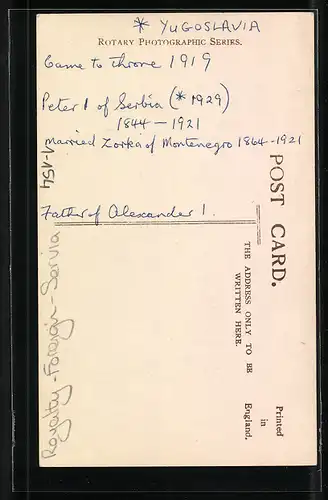 * YUGOSLAVIA
ROTARY PHOTOGRAPHIC SERIES.
Came to throne 1919
Peter 1 of Serbia (* 1929)
1844 - 1921
Married Zorka of Montenegro 1864-1921
Father of Alexander 1.
POST CARD.
THE ADDRESS ONLY TO BE
WRITTEN HERE.
Printed
in
England.
V-154
Royalty - Foreign - Servia